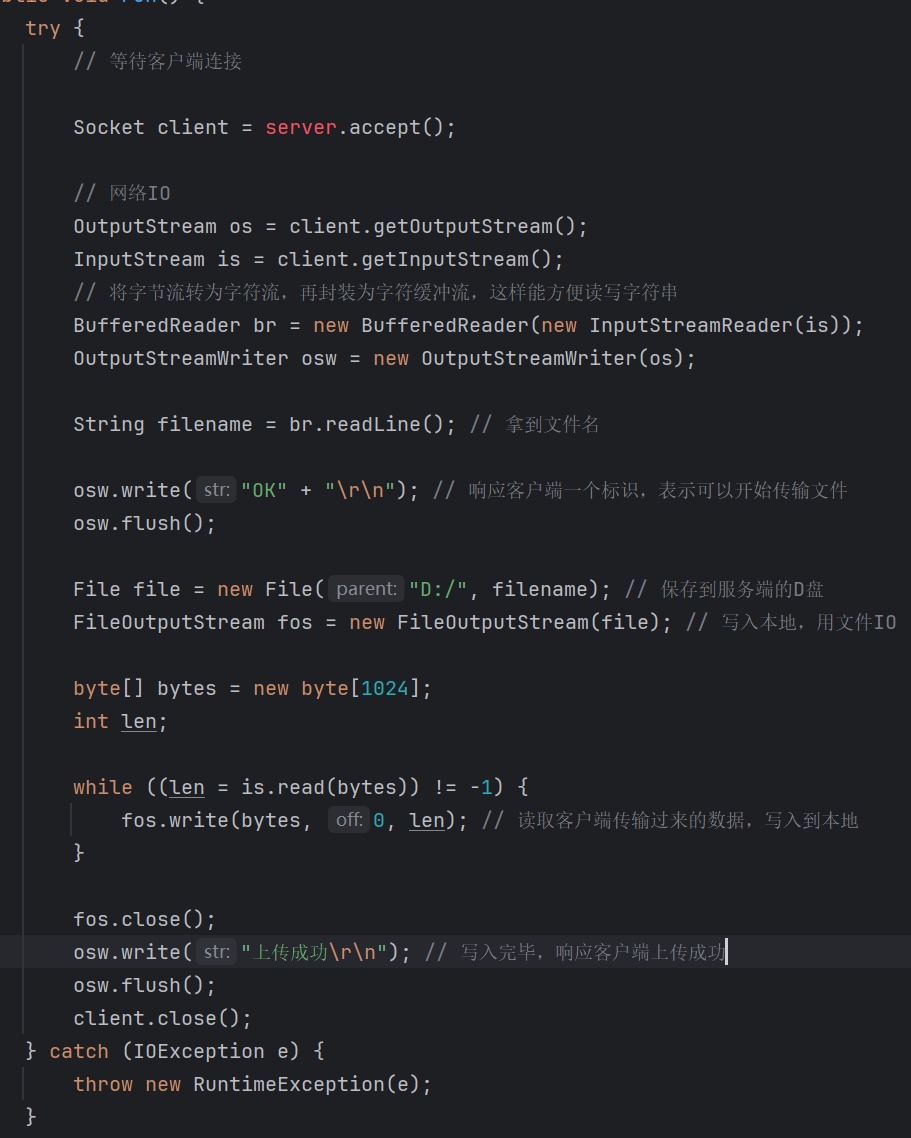 try {
// 等待客户端连接
Socket client = server.accept();
// 网络IO
OutputStream os = client.getOutputStream();
InputStream is = client.getInputStream();
// 将字节流转为字符流，再封装为字符缓冲流，这样能方便读写字符串
BufferedReader br = new BufferedReader(new InputStreamReader(is));
OutputStreamWriter osw = new OutputStreamWriter(os);
String filename = br.readLine(); // 拿到文件名
osw.write( str: "OK" + "\r\n"); // 响应客户端一个标识，表示可以开始传输文件
osw.flush();
File file = new File( parent: "D:/", filename); // 保存到服务端的D盘
FileOutputStream fos = new FileOutputStream(file); // 写入本地，用文件IO
byte[] bytes = new byte[1024];
int len;
while ((len = is.read(bytes)) != -1) {
fos.write(bytes, off: 0, len); // 读取客户端传输过来的数据，写入到本地
}
fos.close();
osw.write( str: "上传成功\r\n"); // 写入完毕，响应客户端上传成功
osw.flush();
client.close();
} catch (IOException e) {
throw new RuntimeException(e);
}